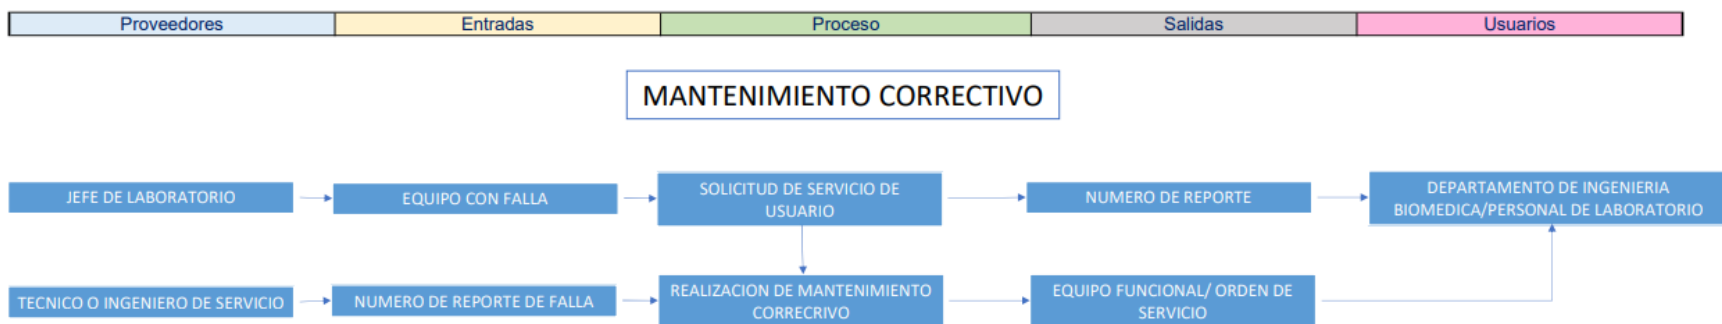 Proveedores
Entradas
Proceso
Salidas
Usuarios
MANTENIMIENTO CORRECTIVO
JEFE DE LABORATORIO
EQUIPO CON FALLA
SOLICITUD DE SERVICIO DE
USUARIO
NUMERO DE REPORTE
DEPARTAMENTO DE INGENIERIA
BIOMEDICA/PERSONAL DE LABORATORIO
TECNICO O INGENIERO DE SERVICIO
NUMERO DE REPORTE DE FALLA
REALIZACION DE MANTENIMIENTO
CORRECRIVO
EQUIPO FUNCIONAL/ ORDEN DE
SERVICIO